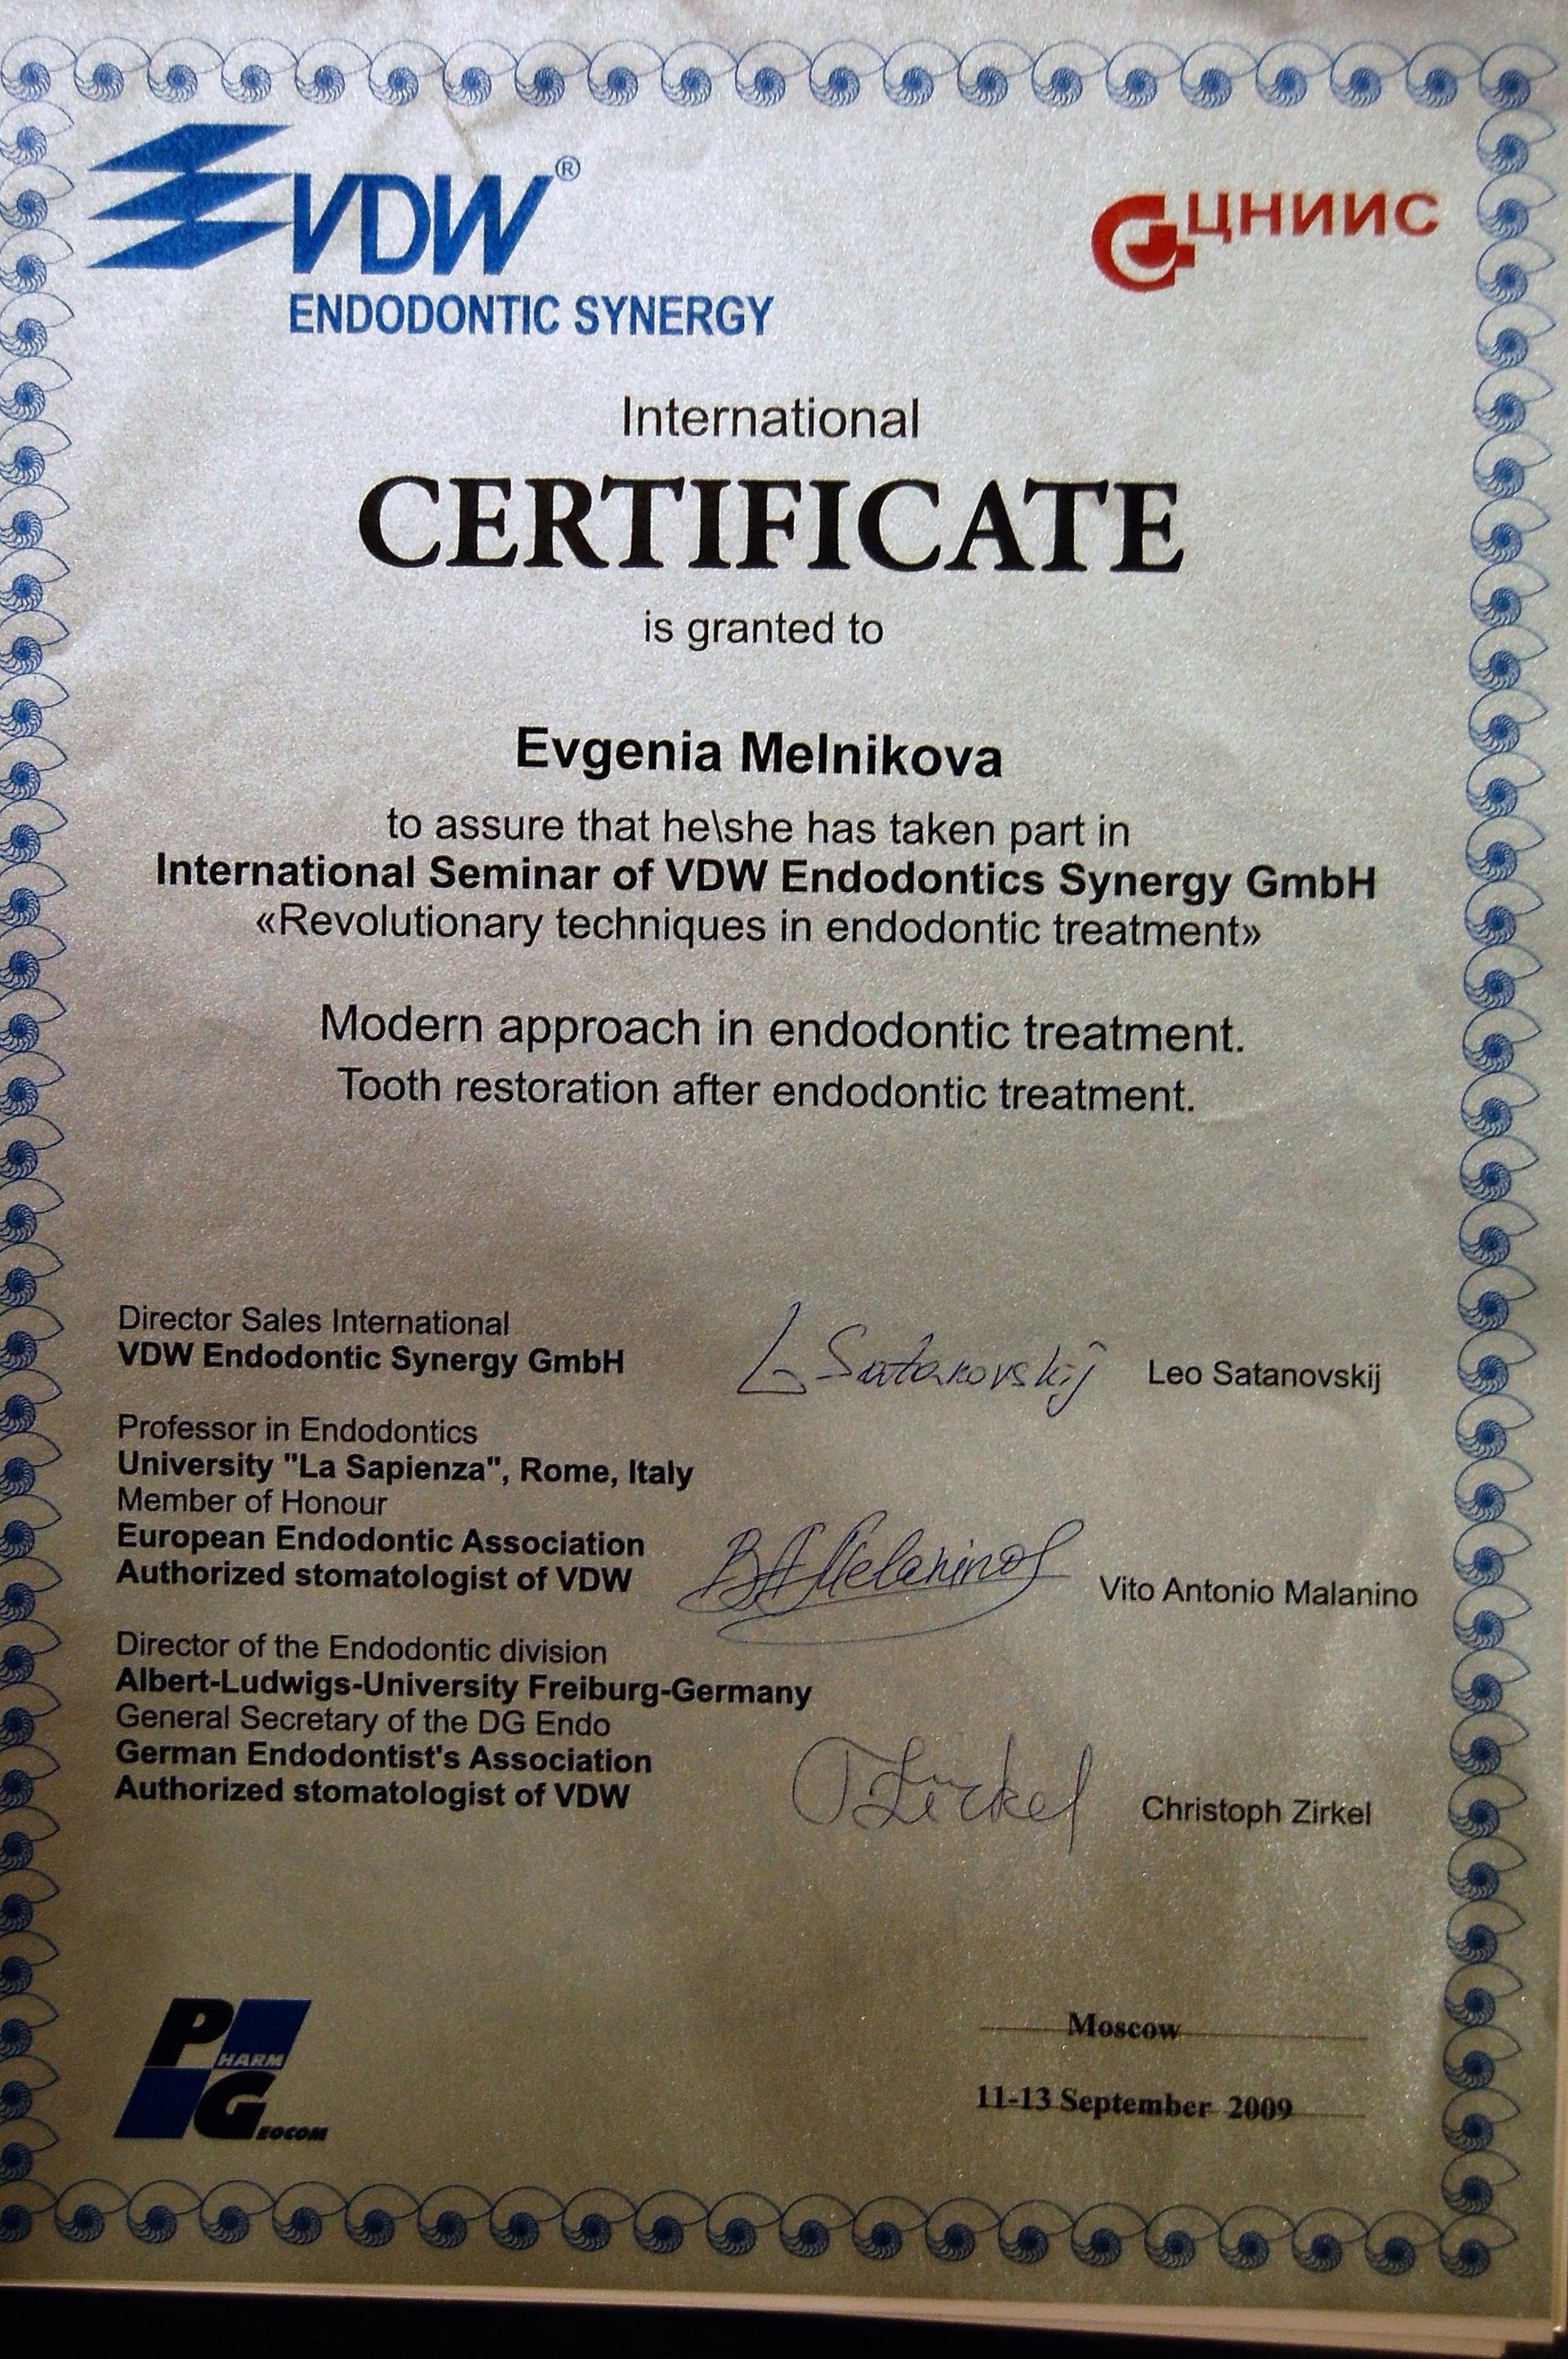 VDW®
ENDODONTIC SYNERGY
ЦНИИС
International
CERTIFICATE
is granted to
Evgenia Melnikova
to assure that he\she has taken part in
International Seminar of VDW Endodontics Synergy GmbH
«Revolutionary techniques in endodontic treatment»
Modern approach in endodontic treatment.
Tooth restoration after endodontic treatment.
Director Sales International
VDW Endodontic Synergy GmbH
L Satanovskij Leo Satanovskij
Professor in Endodontics
University "La Sapienza", Rome, Italy
Member of Honour
European Endodontic Association
Authorized stomatologist of VDW
Vito Antonio Malanino
Director of the Endodontic division
Albert-Ludwigs-University Freiburg-Germany
General Secretary of the DG Endo
German Endodontist's Association
Authorized stomatologist of VDW
Zirkel Christoph Zirkel
PHARM
GEOCOM
Moscow
11-13 September 2009